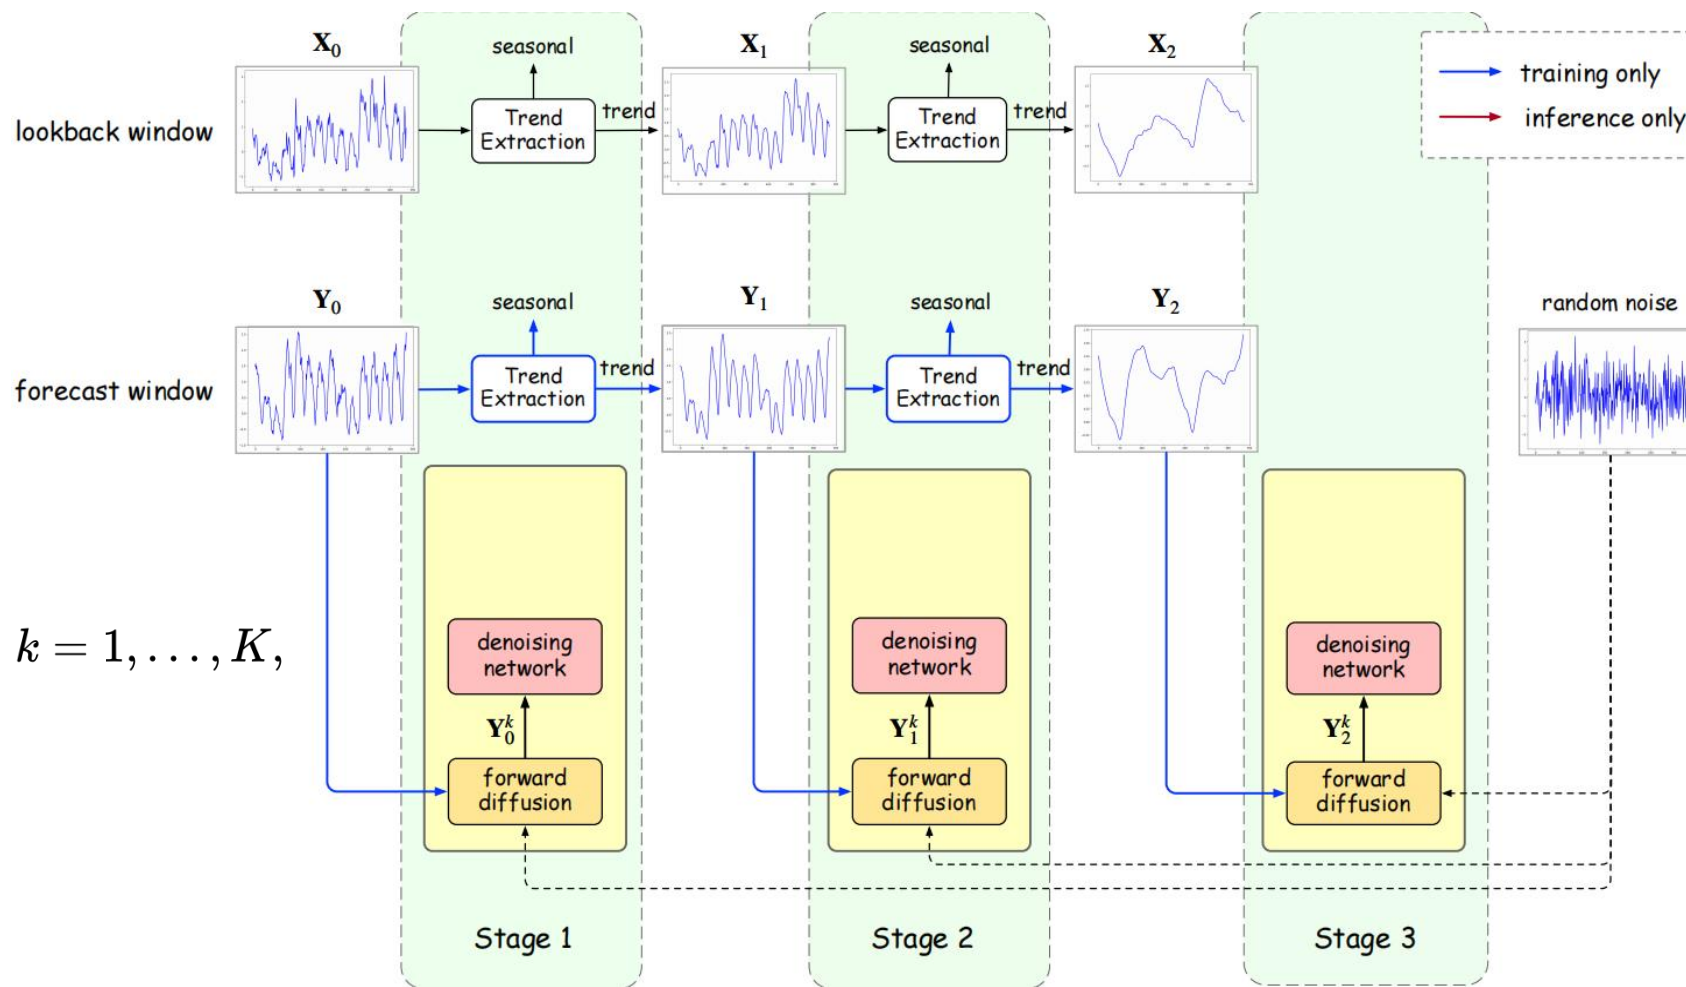 X₀
X₁
X₂
training only
inference only
seasonal
seasonal
lookback window
Trend
Extraction
trend
Trend
Extraction
trend
Y₀
Y₁
Y₂
random noise
seasonal
seasonal
forecast window
Trend
Extraction
trend
Trend
Extraction
trend
k = 1, . . . , K,
denoising
network
denoising
network
denoising
network
Y₀ᵏ
Y₁ᵏ
Y₂ᵏ
forward
diffusion
forward
diffusion
forward
diffusion
Stage 1
Stage 2
Stage 3